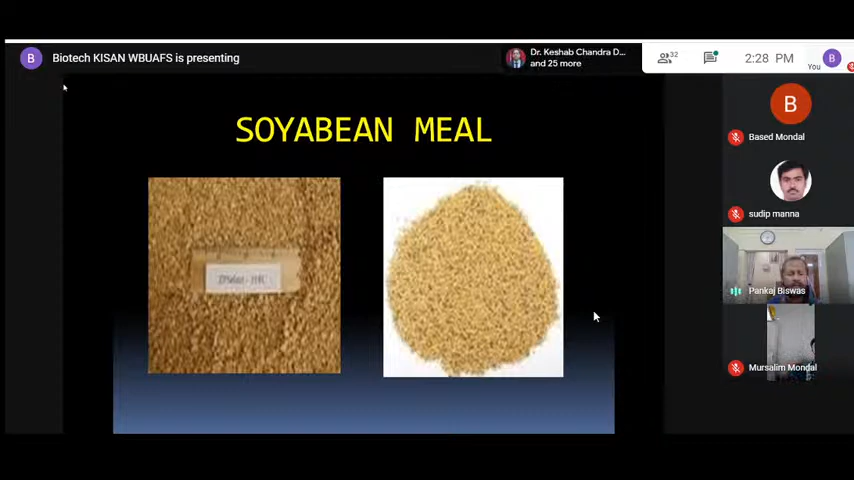 B
Biotech KISAN WBUAFS is presenting
Dr. Keshab Chandra D...
and 25 more
32
2:28 PM
You
B
SOYABEAN MEAL
B
Based Mondal
sudip manna
Pankaj Biswas
Mursalim Mondal